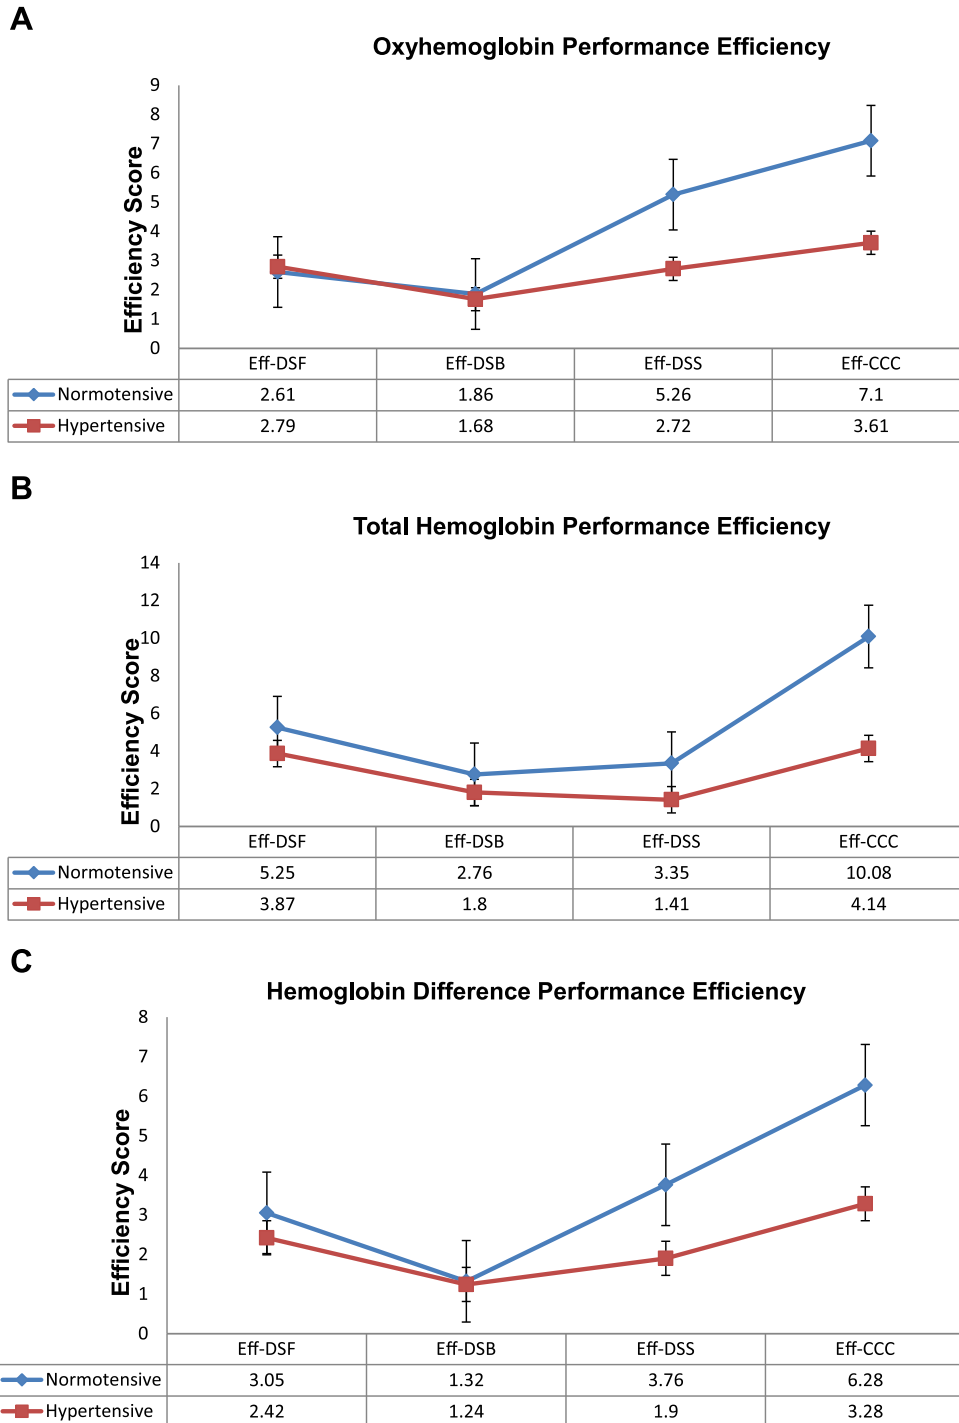 A
Oxyhemoglobin Performance Efficiency
Efficiency Score
9
8
7
6
5
4
3
2
1
0
Eff-DSF Eff-DSB Eff-DSS Eff-CCC
Normotensive 2.61 1.86 5.26 7.1
Hypertensive 2.79 1.68 2.72 3.61
B
Total Hemoglobin Performance Efficiency
Efficiency Score
14
12
10
8
6
4
2
0
Eff-DSF Eff-DSB Eff-DSS Eff-CCC
Normotensive 5.25 2.76 3.35 10.08
Hypertensive 3.87 1.8 1.41 4.14
C
Hemoglobin Difference Performance Efficiency
Efficiency Score
8
7
6
5
4
3
2
1
0
Eff-DSF Eff-DSB Eff-DSS Eff-CCC
Normotensive 3.05 1.32 3.76 6.28
Hypertensive 2.42 1.24 1.9 3.28